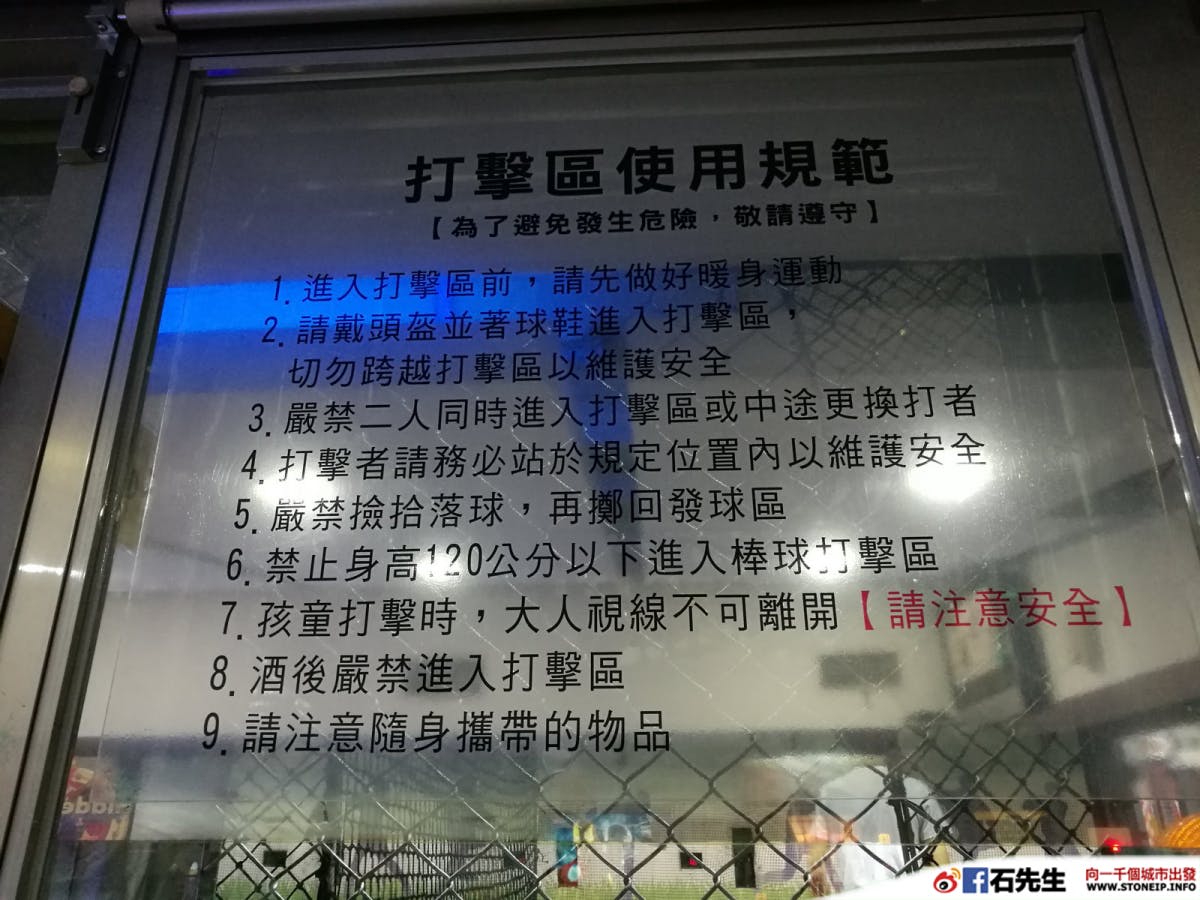 打擊區使用規範
【為了避免發生危險，敬請遵守】
1. 進入打擊區前，請先做好暖身運動
2. 請戴頭盔並著球鞋進入打擊區，
切勿跨越打擊區以維護安全
3. 嚴禁二人同時進入打擊區或中途更換打者
4. 打擊者請務必站於規定位置內以維護安全
5. 嚴禁撿拾落球，再擲回發球區
6. 禁止身高120公分以下進入棒球打擊區
7. 孩童打擊時，大人視線不可離開【請注意安全】
8. 酒後嚴禁進入打擊區
9. 請注意隨身攜帶的物品
石先生
向一千個城市出發
WWW.STONEIP.INFO